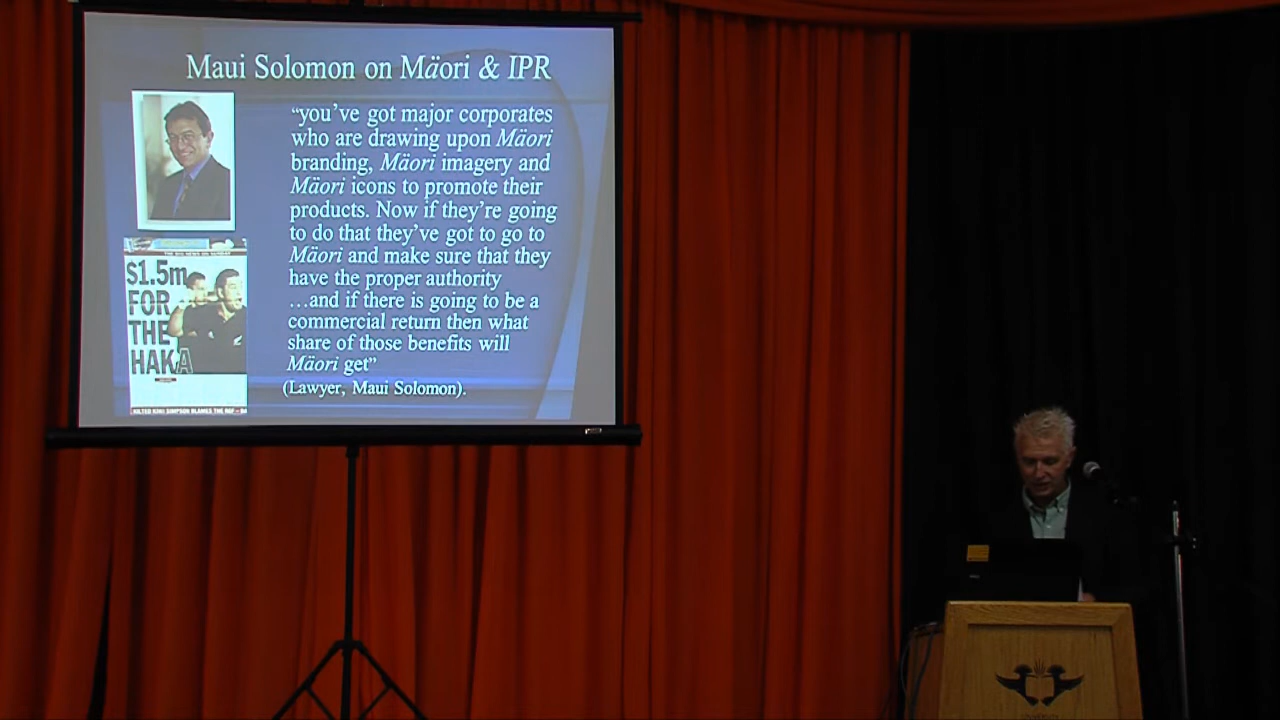 Maui Solomon on Mäori & IPR
“you’ve got major corporates
who are drawing upon Mäori
branding, Mäori imagery and
Mäori icons to promote their
products. Now if they’re going
to do that they’ve got to go to
Mäori and make sure that they
have the proper authority
…and if there is going to be a
commercial return then what
share of those benefits will
Mäori get”
(Lawyer, Maui Solomon).
$1.5m
FOR
THE
HAKA